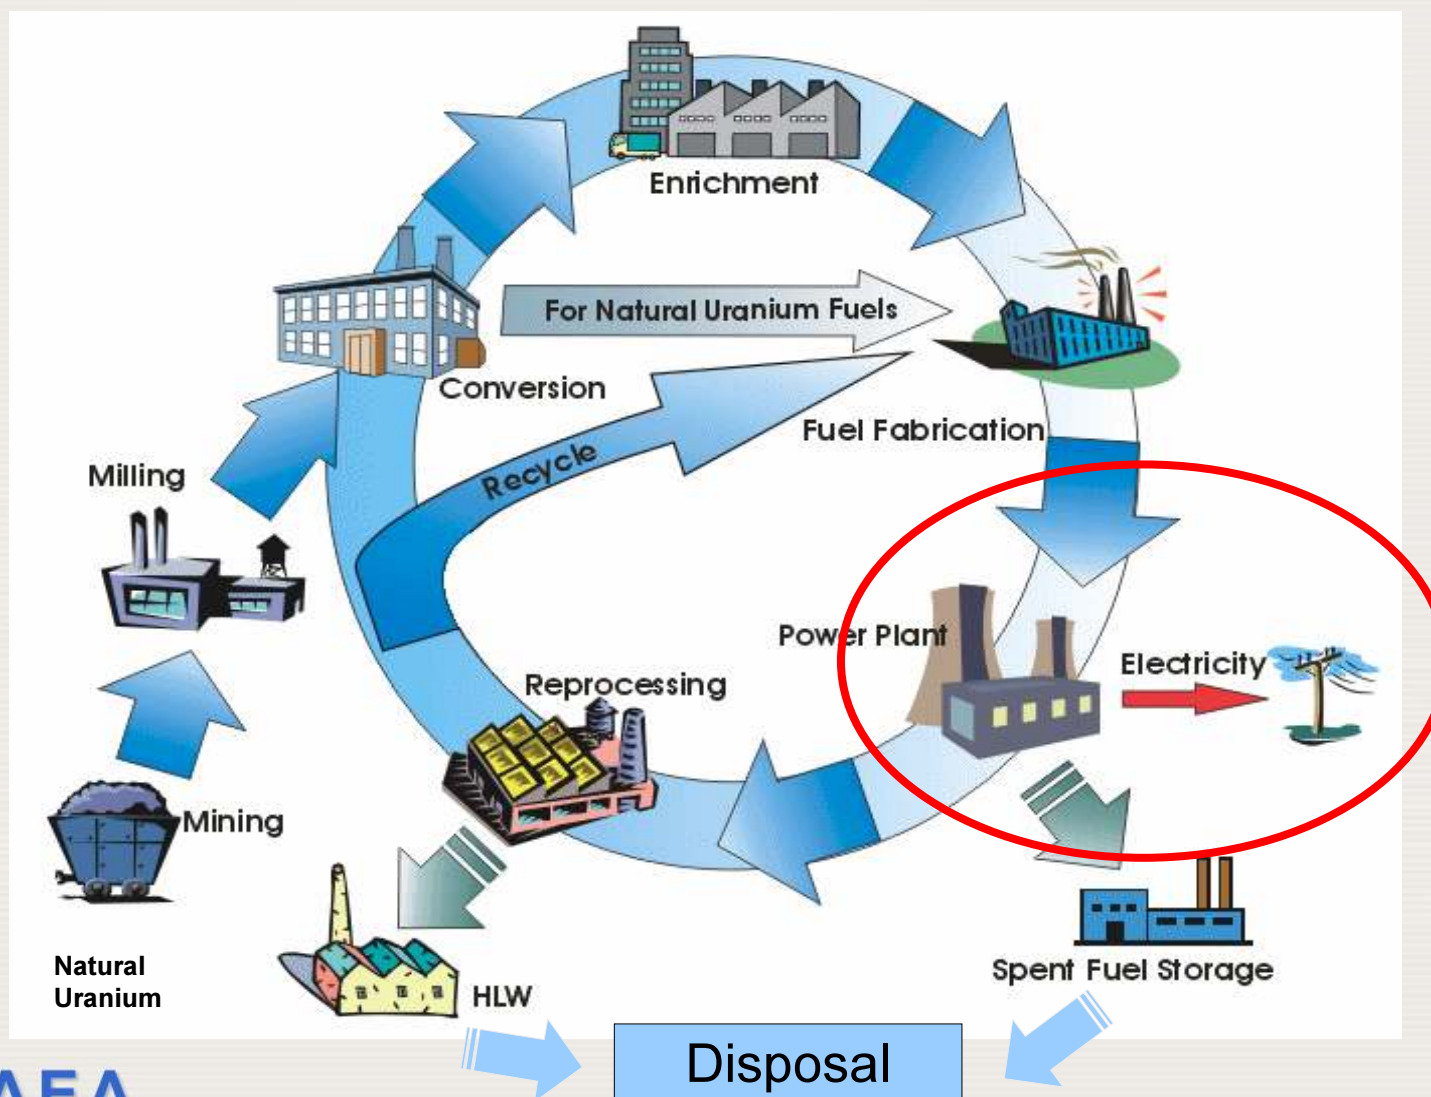 Enrichment
For Natural Uranium Fuels
Conversion
Recycle
Fuel Fabrication
Milling
Power Plant
Electricity
Reprocessing
Mining
Natural
Uranium
HLW
Spent Fuel Storage
Disposal